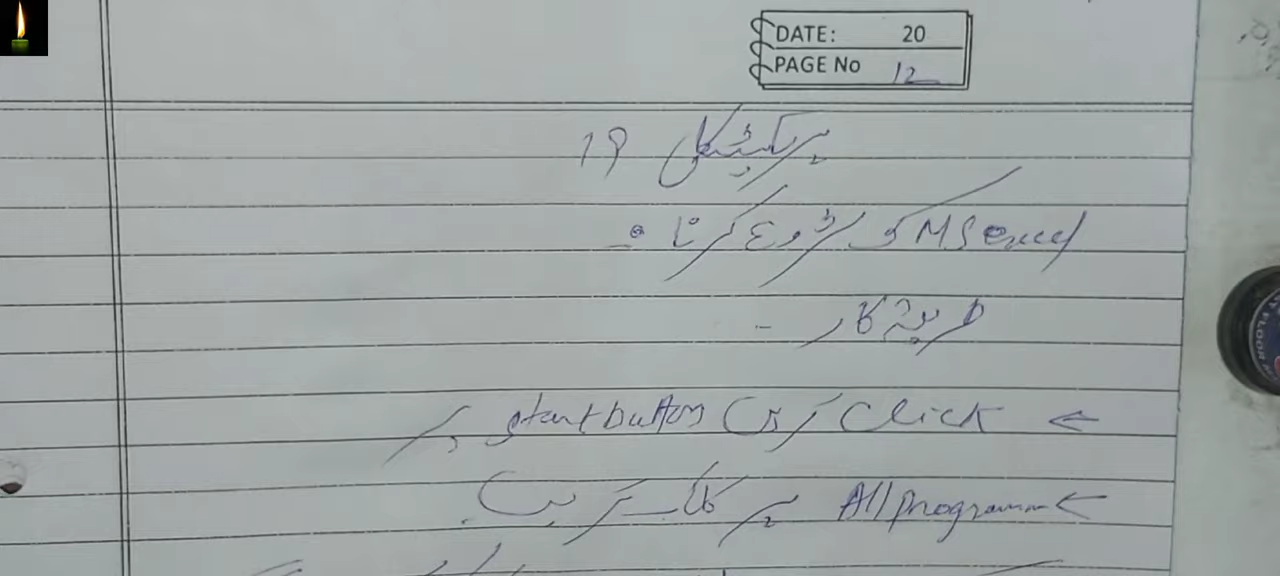 DATE: 20
PAGE No 12
پریکٹیکل 19
MS excel کو شروع کرنا :
طریقہ کار :-
← Click کریں start button پر
← All programm پر کلک کریں